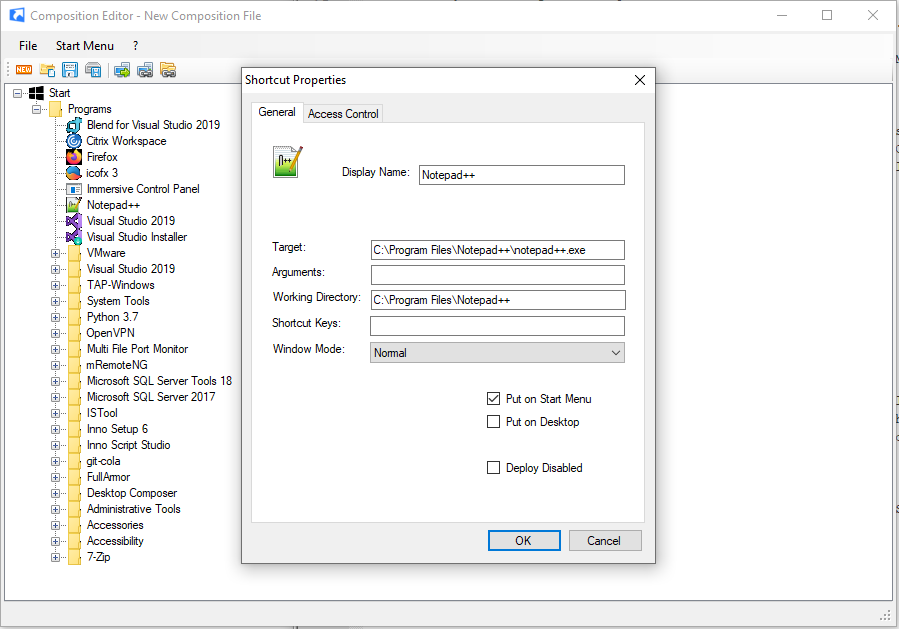 Composition Editor - New Composition File
File Start Menu ?
NEW
Start
Programs
Blend for Visual Studio 2019
Citrix Workspace
Firefox
icofx 3
Immersive Control Panel
Notepad++
Visual Studio 2019
Visual Studio Installer
VMware
Visual Studio 2019
TAP-Windows
System Tools
Python 3.7
OpenVPN
Multi File Port Monitor
mRemoteNG
Microsoft SQL Server Tools 18
Microsoft SQL Server 2017
ISTool
Inno Setup 6
Inno Script Studio
git-cola
FullArmor
Desktop Composer
Administrative Tools
Accessories
Accessibility
7-Zip
Shortcut Properties
General Access Control
Display Name: Notepad++
Target: C:\Program Files\Notepad++\notepad++.exe
Arguments:
Working Directory: C:\Program Files\Notepad++
Shortcut Keys:
Window Mode: Normal
Put on Start Menu
Put on Desktop
Deploy Disabled
OK Cancel